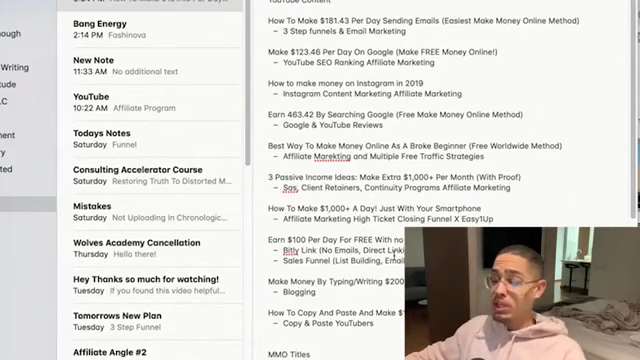 ough
Writing
tude
LC
ment
ry
ted
Bang Energy
2:14 PM Fashinova
New Note
11:33 AM No additional text
YouTube
10:22 AM Affiliate Program
Todays Notes
Saturday Funnel
Consulting Accelerator Course
Saturday Restoring Truth To Distorted M...
Mistakes
Saturday Not Uploading In Chronologic...
Wolves Academy Cancellation
Thursday Hello there!
Hey Thanks so much for watching!
Tuesday If you found this video helpful...
Tomorrows New Plan
Tuesday 3 Step Funnel
Affiliate Angle #2
How To Make $181.43 Per Day Sending Emails (Easiest Make Money Online Method)
– 3 Step funnels & Email Marketing
Make $123.46 Per Day On Google (Make FREE Money Online!)
– YouTube SEO Ranking Affiliate Marketing
How to make money on Instagram in 2019
– Instagram Content Marketing Affiliate Marketing
Earn 463.42 By Searching Google (Free Make Money Online Method)
– Google & YouTube Reviews
Best Way To Make Money Online As A Broke Beginner (Free Worldwide Method)
– Affiliate Marekting and Multiple Free Traffic Strategies
3 Passive Income Ideas: Make Extra $1,000+ Per Month (With Proof)
– Sas, Client Retainers, Continuity Programs Affiliate Marketing
How To Make $1,000+ A Day! Just With Your Smartphone
– Affiliate Marketing High Ticket Closing Funnel X Easy1Up
Earn $100 Per Day For FREE With no
– Bitly Link (No Emails, Direct Linki
– Sales Funnel (List Building, Email
Make Money By Typing/Writing $200
– Blogging
How To Copy And Paste And Make $1
– Copy & Paste YouTubers
MMO Titles